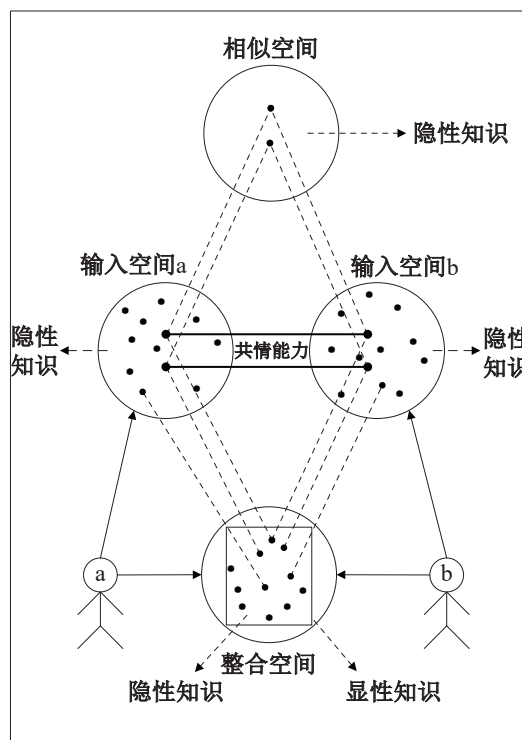 相似空间
隐性知识
输入空间a
输入空间b
隐性
知识
共情能力
隐性
知识
a
b
整合空间
隐性知识
显性知识